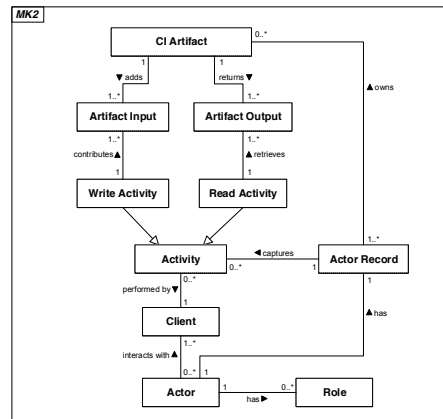 MK2
CI Artifact
0..*
1
1
▼ adds
returns ▼
▲ owns
1..*
1..*
Artifact Input
Artifact Output
1..*
1..*
contributes ▲
▲ retrieves
1
1
Write Activity
Read Activity
1..*
Activity
◄ captures
Actor Record
0..*
1
0..*
1
performed by ▼
1
Client
▲ has
1..*
interacts with ▲
0..*
1
Actor
1
0..*
Role
has ►